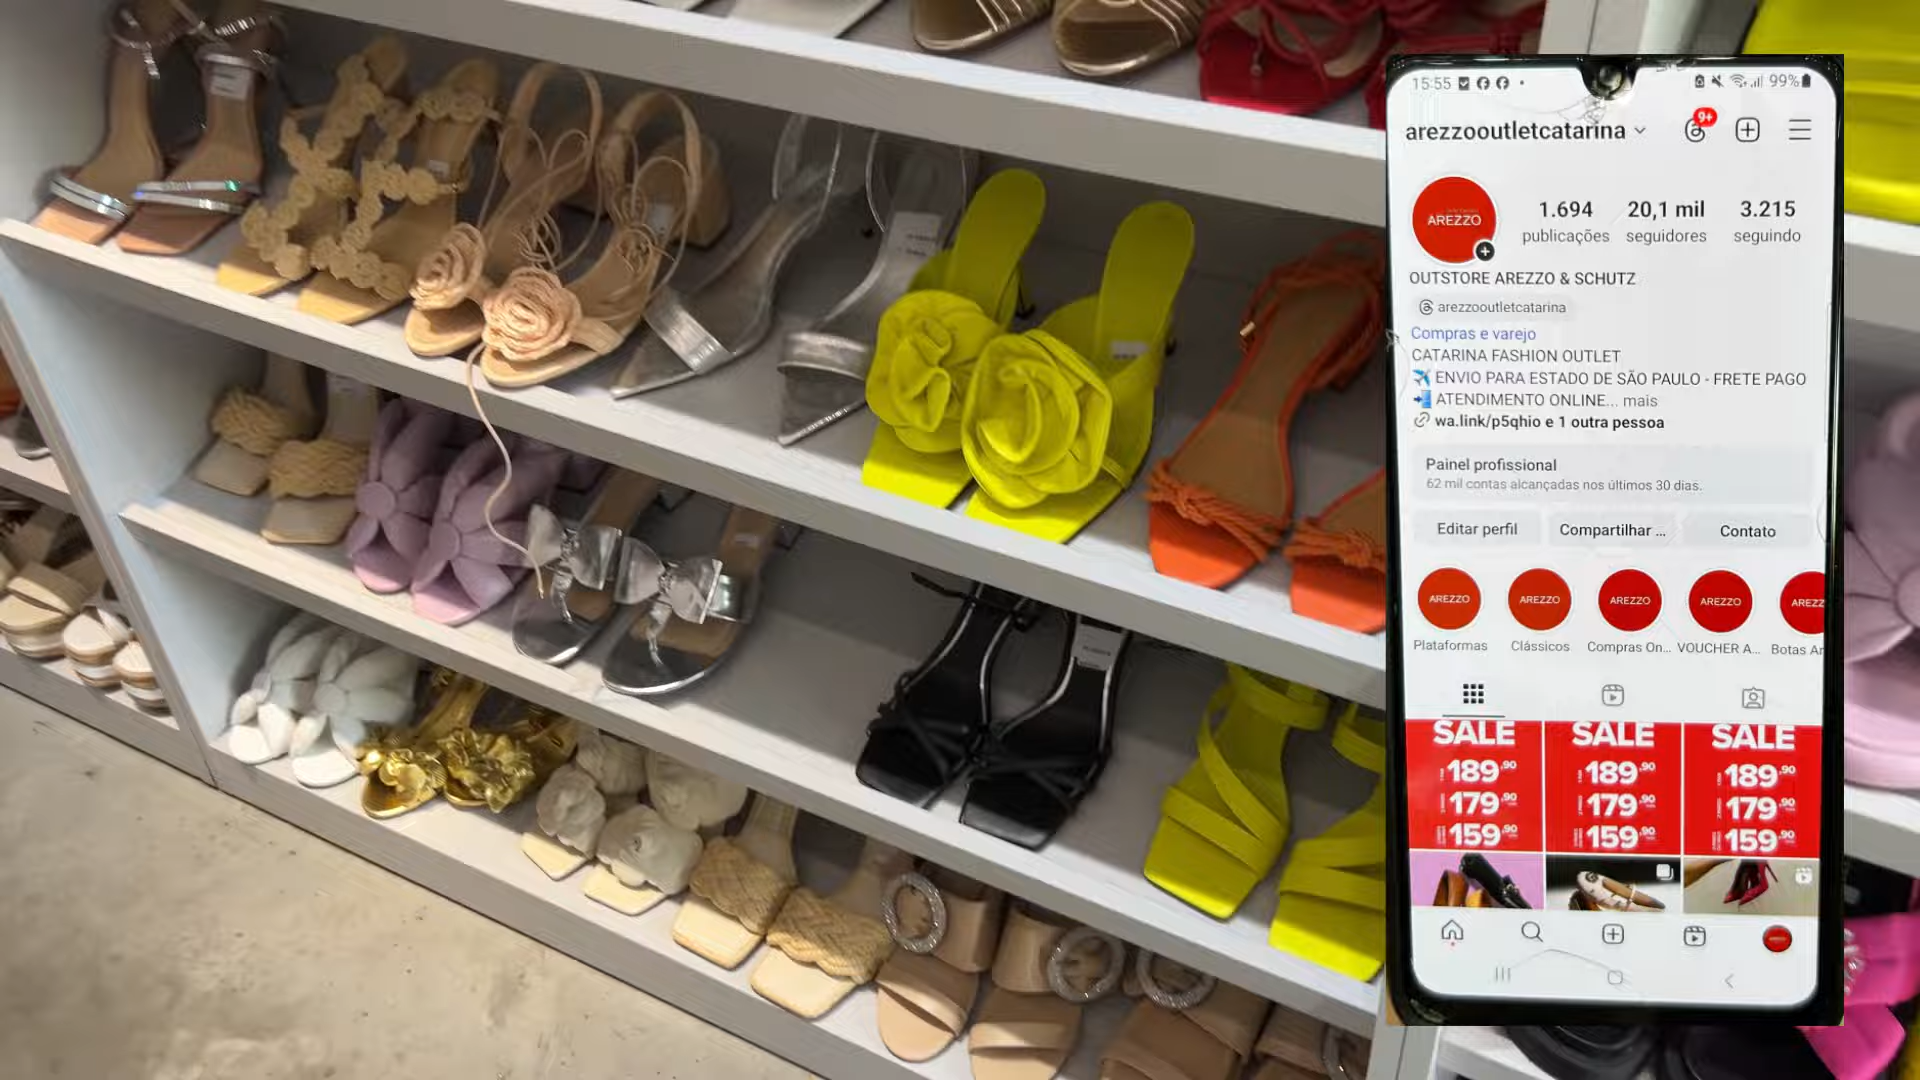 15:55
99%
arezzooutletcatarina
9+
AREZZO
1.694 20,1 mil 3.215
publicações seguidores seguindo
OUTSTORE AREZZO & SCHUTZ
arezzooutletcatarina
Compras e varejo
CATARINA FASHION OUTLET
ENVIO PARA ESTADO DE SÃO PAULO - FRETE PAGO
ATENDIMENTO ONLINE... mais
wa.link/p5qhio e 1 outra pessoa
Painel profissional
62 mil contas alcançadas nos últimos 30 dias.
Editar perfil Compartilhar ... Contato
AREZZO AREZZO AREZZO AREZZO AREZZ
Plataformas Clássicos Compras On... VOUCHER A... Botas Ar
SALE SALE SALE
189,90 189,90 189,90
179,90 179,90 179,90
159,90 159,90 159,90